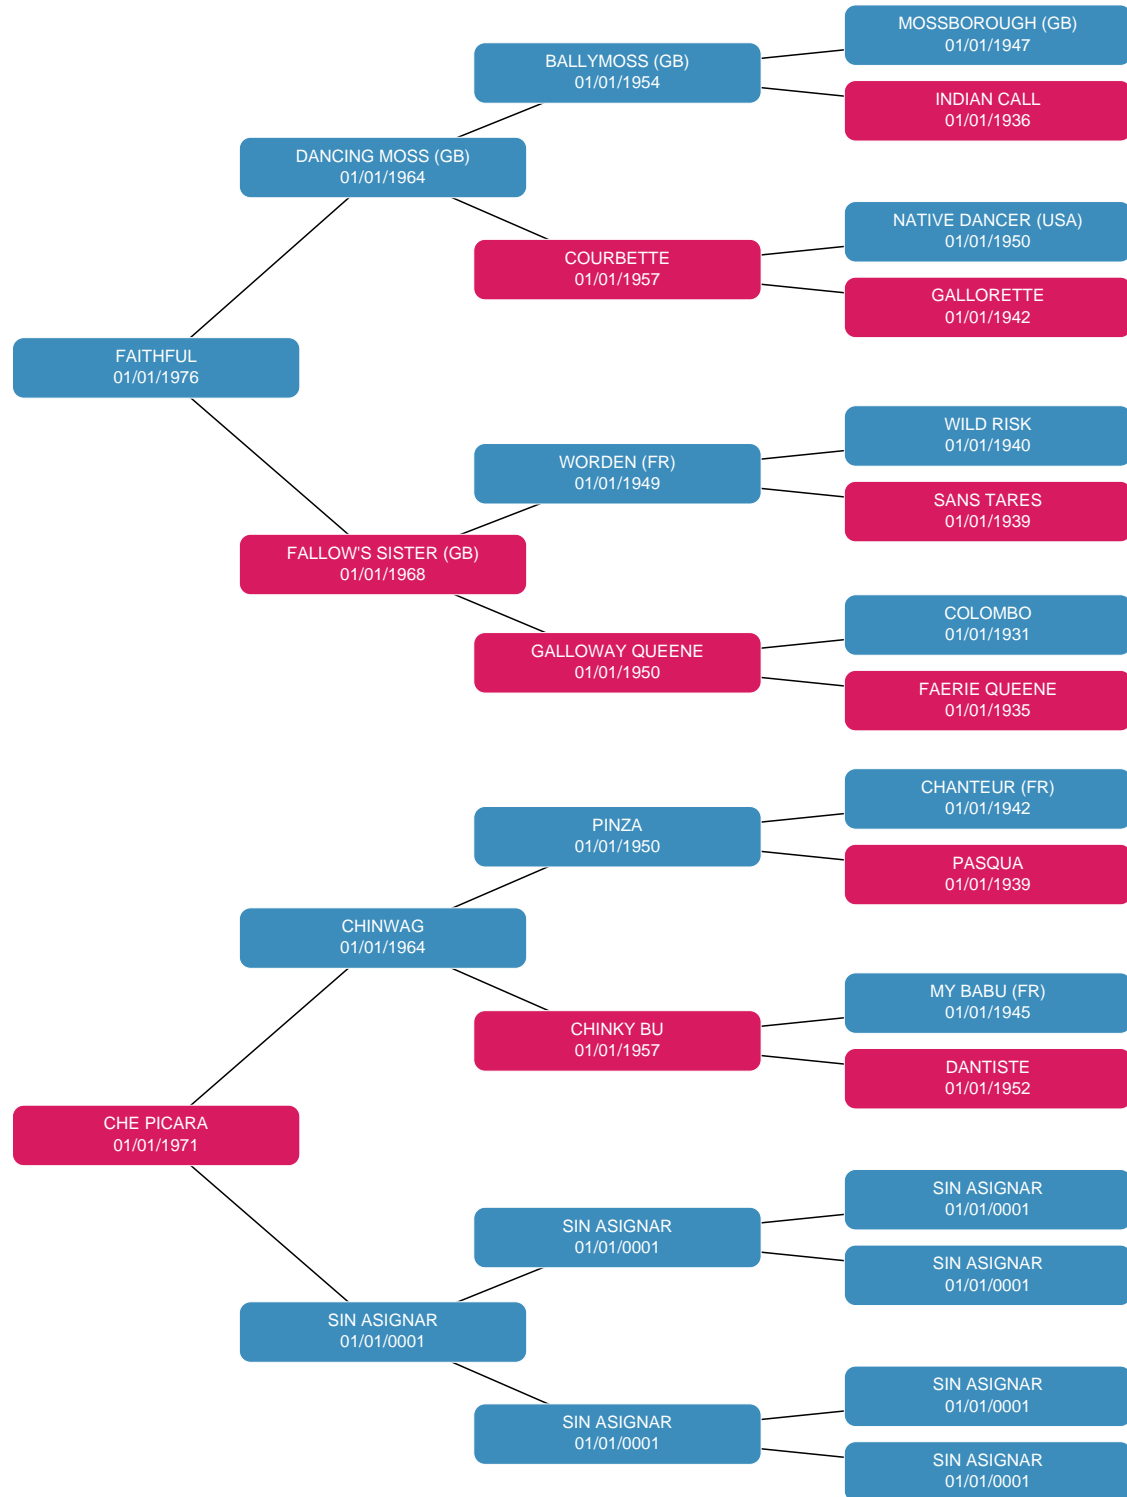 MOSSBOROUGH (GB)
01/01/1947
BALLYMOSS (GB)
01/01/1954
INDIAN CALL
01/01/1936
DANCING MOSS (GB)
01/01/1964
NATIVE DANCER (USA)
01/01/1950
COURBETTE
01/01/1957
GALLORETTE
01/01/1942
FAITHFUL
01/01/1976
WILD RISK
01/01/1940
WORDEN (FR)
01/01/1949
SANS TARES
01/01/1939
FALLOW'S SISTER (GB)
01/01/1968
COLOMBO
01/01/1931
GALLOWAY QUEENE
01/01/1950
FAERIE QUEENE
01/01/1935
CHANTEUR (FR)
01/01/1942
PINZA
01/01/1950
PASQUA
01/01/1939
CHINWAG
01/01/1964
MY BABU (FR)
01/01/1945
CHINKY BU
01/01/1957
DANTISTE
01/01/1952
CHE PICARA
01/01/1971
SIN ASIGNAR
01/01/0001
SIN ASIGNAR
01/01/0001
SIN ASIGNAR
01/01/0001
SIN ASIGNAR
01/01/0001
SIN ASIGNAR
01/01/0001
SIN ASIGNAR
01/01/0001
SIN ASIGNAR
01/01/0001